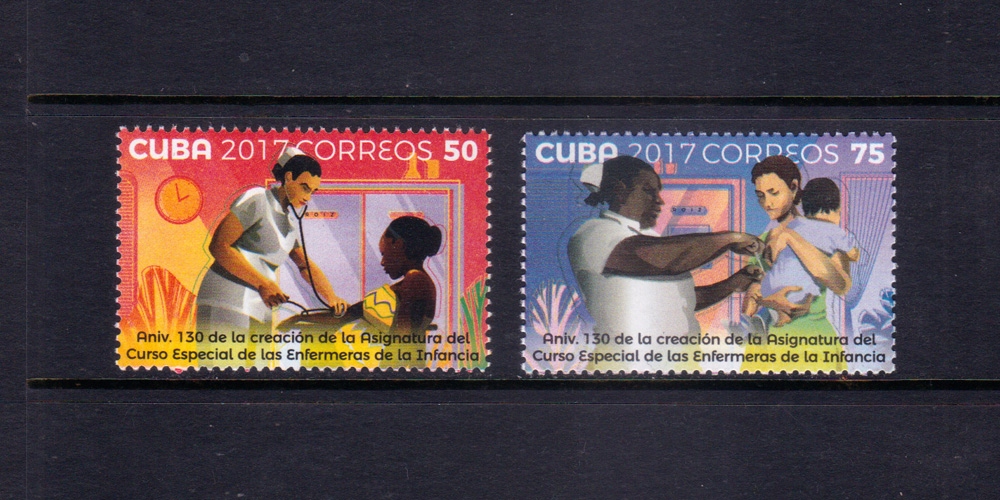 CUBA 2017 CORREOS 50
Aniv. 130 de la creación de la Asignatura del
Curso Especial de las Enfermeras de la Infancia
CUBA 2017 CORREOS 75
Aniv. 130 de la creación de la Asignatura del
Curso Especial de las Enfermeras de la Infancia